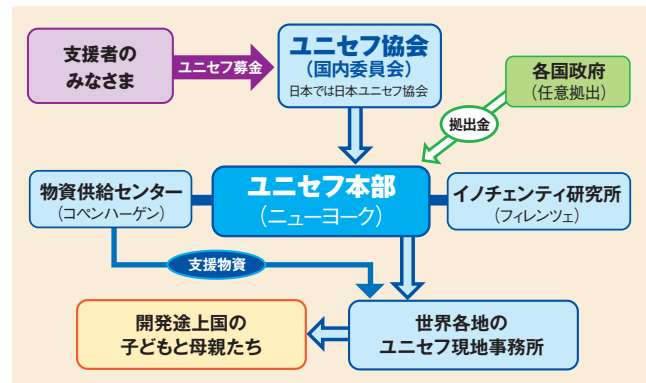 支援者の
みなさま
ユニセフ募金
ユニセフ協会
（国内委員会）
日本では日本ユニセフ協会
各国政府
（任意拠出）
拠出金
物資供給センター
（コペンハーゲン）
ユニセフ本部
（ニューヨーク）
イノチェンティ研究所
（フィレンツェ）
支援物資
開発途上国の
子どもと母親たち
世界各地の
ユニセフ現地事務所